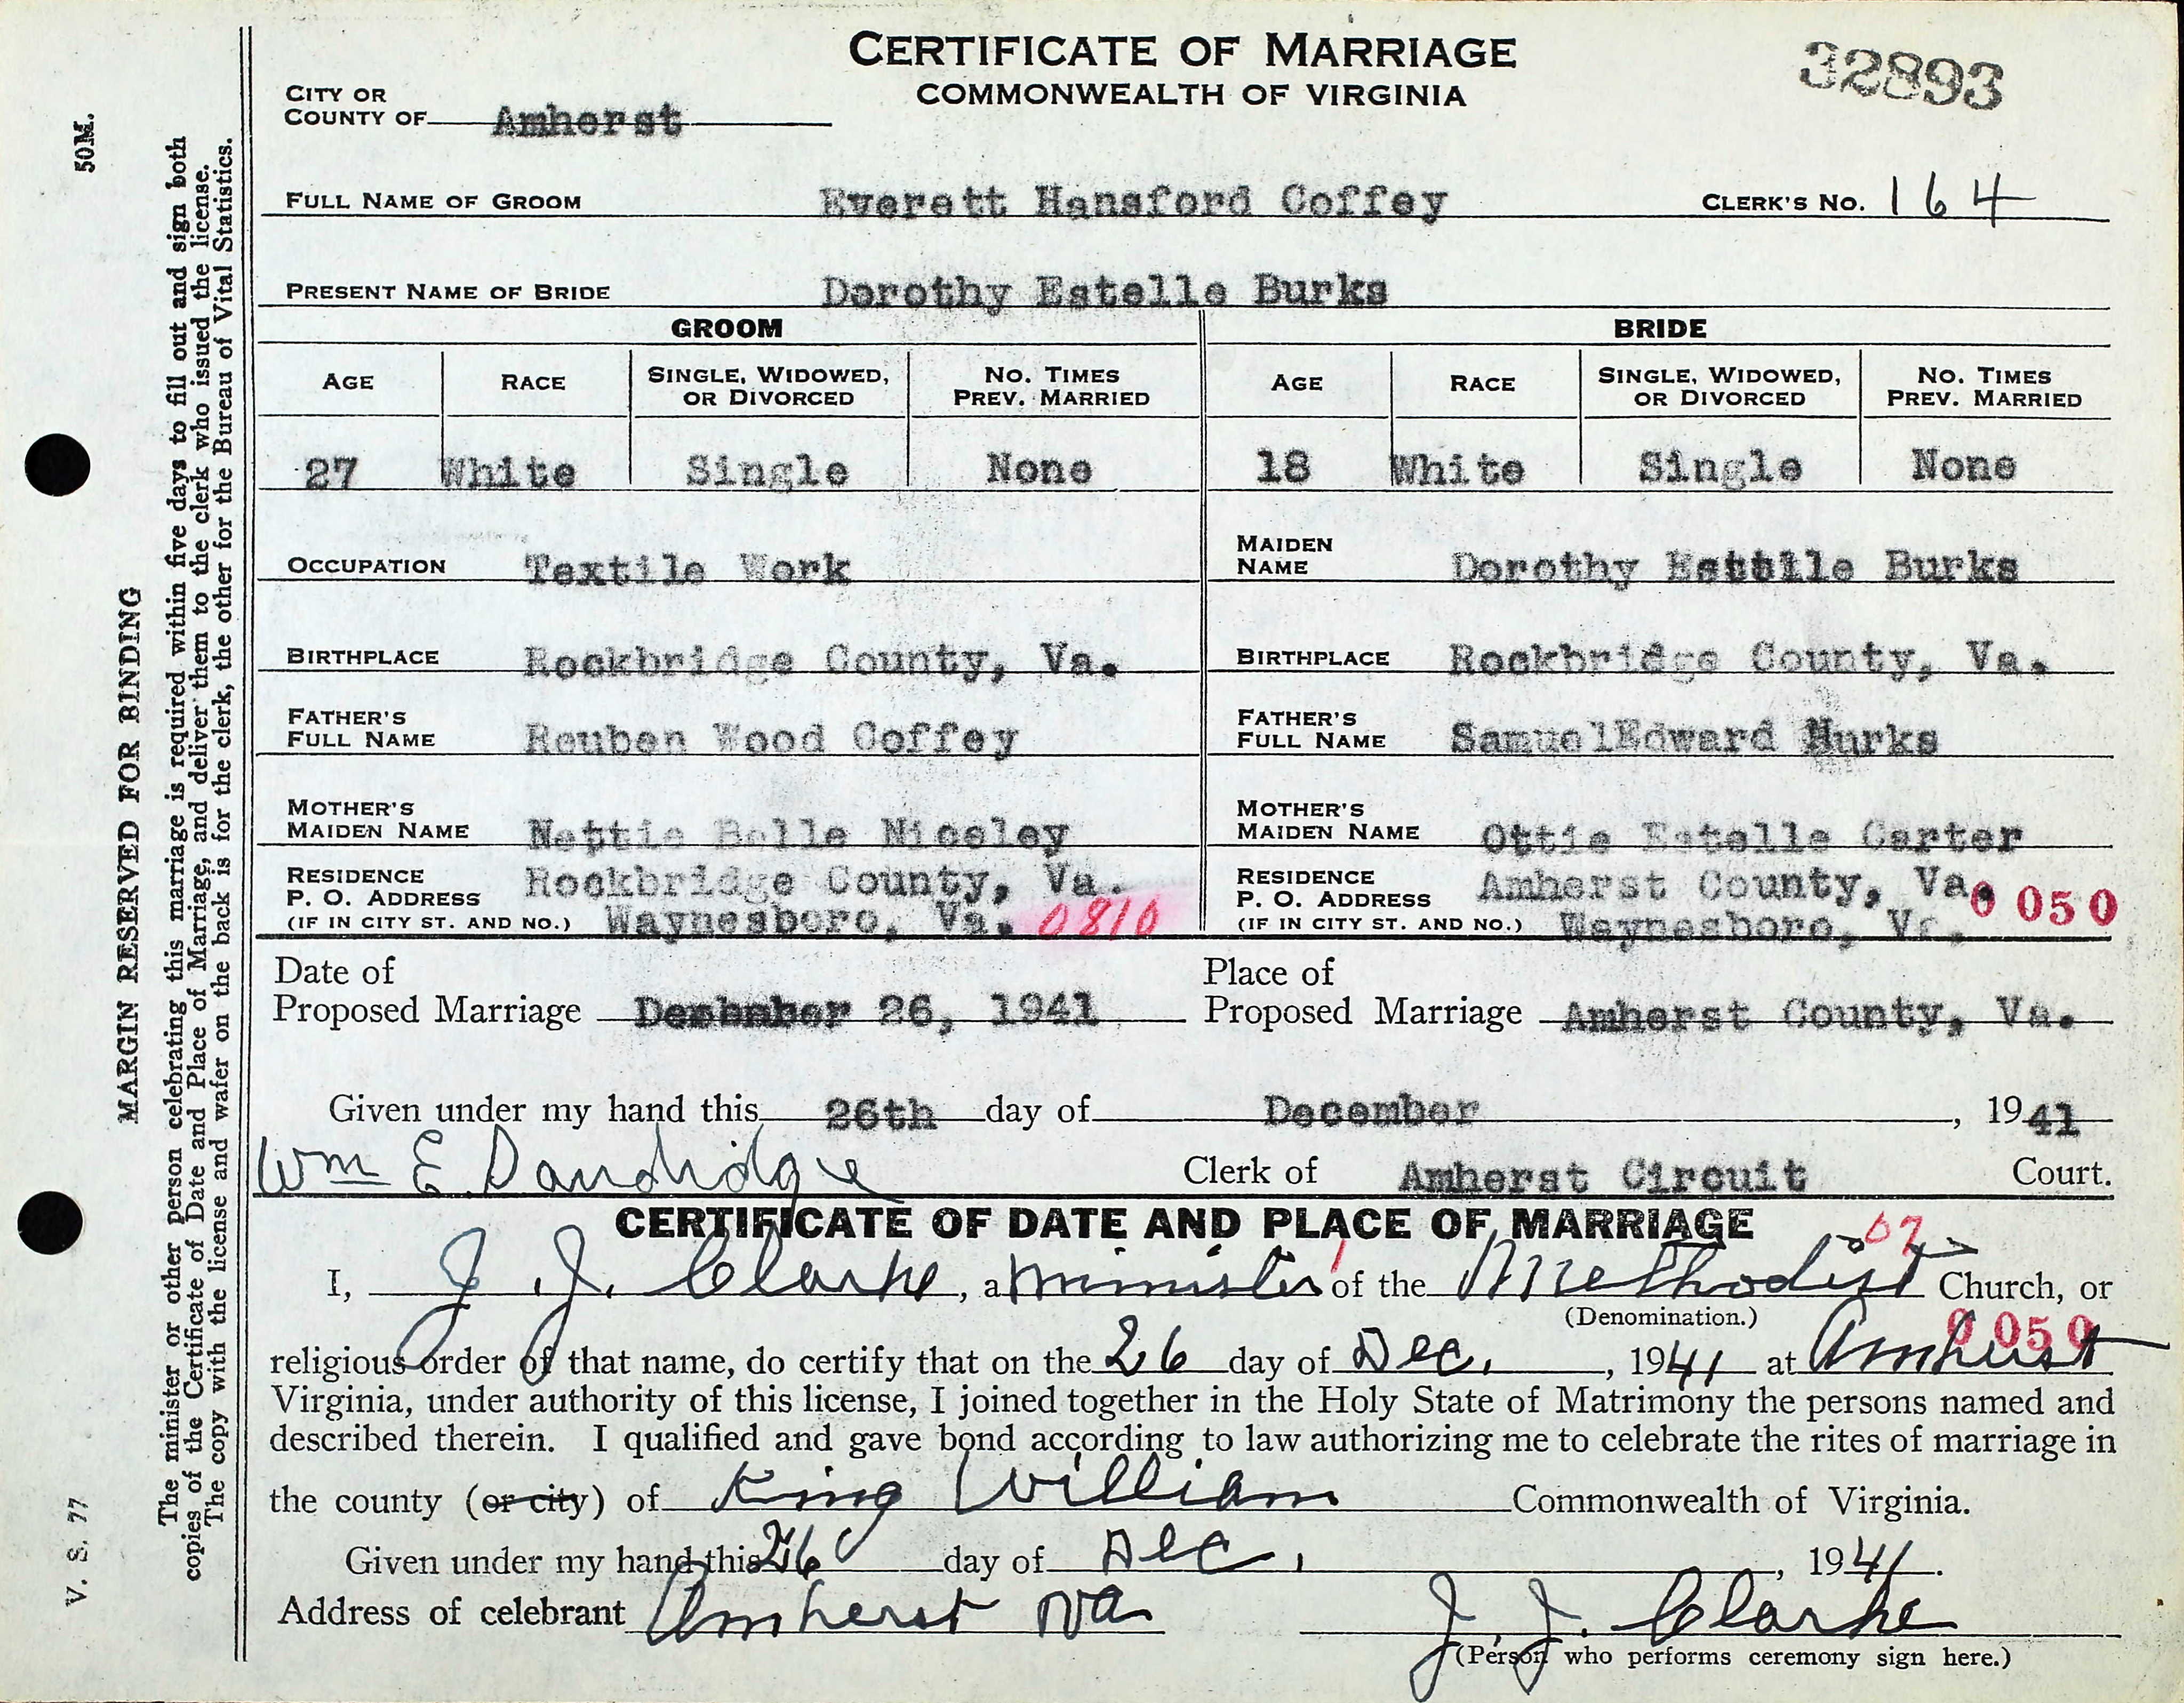 CERTIFICATE OF MARRIAGE
COMMONWEALTH OF VIRGINIA
32893
CITY OR
COUNTY OF Amherst
FULL NAME OF GROOM Everett Hansford Coffey CLERK'S NO. 164
PRESENT NAME OF BRIDE Dorothy Estelle Burks
GROOM BRIDE
AGE RACE SINGLE, WIDOWED, OR DIVORCED NO. TIMES PREV. MARRIED AGE RACE SINGLE, WIDOWED, OR DIVORCED NO. TIMES PREV. MARRIED
27 White Single None 18 White Single None
OCCUPATION Textile Work MAIDEN NAME Dorothy Burks
BIRTHPLACE Rockbridge County, Va. BIRTHPLACE Rockbridge County, Va.
FATHER'S FULL NAME Reuben Wood Coffey FATHER'S FULL NAME SamuelEdward Burks
MOTHER'S MAIDEN NAME Nettie Belle Niceley MOTHER'S MAIDEN NAME Ottie Estelle Carter
RESIDENCE Rockbridge County, Va. RESIDENCE Amherst County, Va.
P. O. ADDRESS P. O. ADDRESS 0 050
(IF IN CITY ST. AND NO.) Waynesboro, Va. 0810 (IF IN CITY ST. AND NO.) Waynesboro, Va.
Date of Place of
Proposed Marriage December 26, 1941 Proposed Marriage Amherst County, Va.
Given under my hand this 26th day of December, 1941
Wm E. Dandridge Clerk of Amherst Circuit Court.
CERTIFICATE OF DATE AND PLACE OF MARRIAGE
07
I, J. J. Clarke, a minister 1 of the Methodist Church, or
(Denomination.)
0 050
religious order of that name, do certify that on the 26 day of Dec., 1941 at Amherst
Virginia, under authority of this license, I joined together in the Holy State of Matrimony the persons named and
described therein. I qualified and gave bond according to law authorizing me to celebrate the rites of marriage in
the county (or city) of King William Commonwealth of Virginia.
Given under my hand this 26 day of Dec., 1941.
Address of celebrant Amherst Va J. J. Clarke
(Person who performs ceremony sign here.)
50M.
MARGIN RESERVED FOR BINDING
V. S. 77
The minister or other person celebrating this marriage is required within five days to fill out and sign both
copies of the Certificate of Date and Place of Marriage, and deliver them to the clerk who issued the license.
The copy with the license and wafer on the back is for the clerk, the other for the Bureau of Vital Statistics.